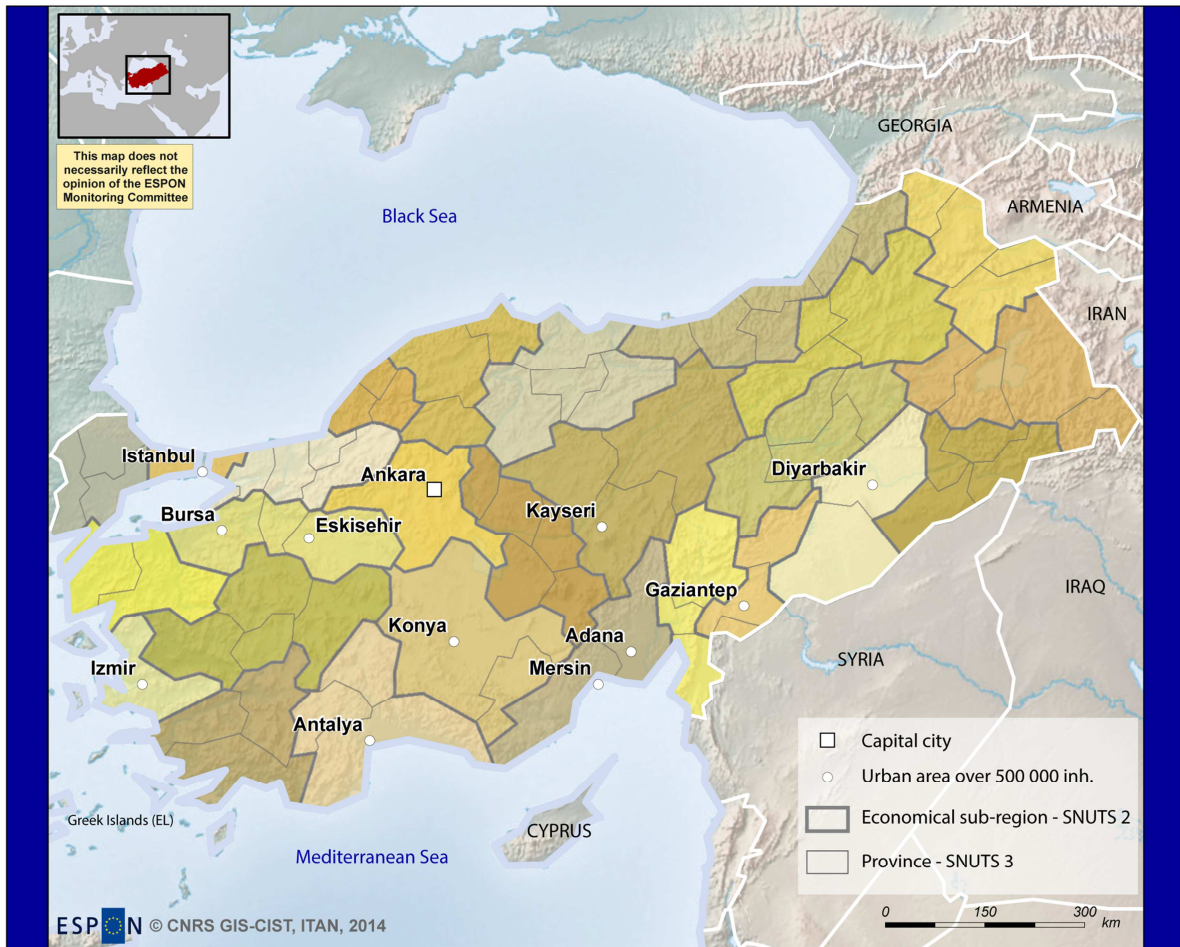 This map does not
necessarily reflect the
opinion of the ESPON
Monitoring Committee
GEORGIA
ARMENIA
Black Sea
IRAN
Istanbul
Ankara
Diyarbakir
Bursa
Eskisehir
Kayseri
Gaziantep
IRAQ
Konya
Adana
SYRIA
Izmir
Mersin
Antalya
Capital city
Urban area over 500 000 inh.
Greek Islands (EL)
CYPRUS
Economical sub-region - SNUTS 2
Mediterranean Sea
Province - SNUTS 3
ESPON © CNRS GIS-CIST, ITAN, 2014
0 150 300
km